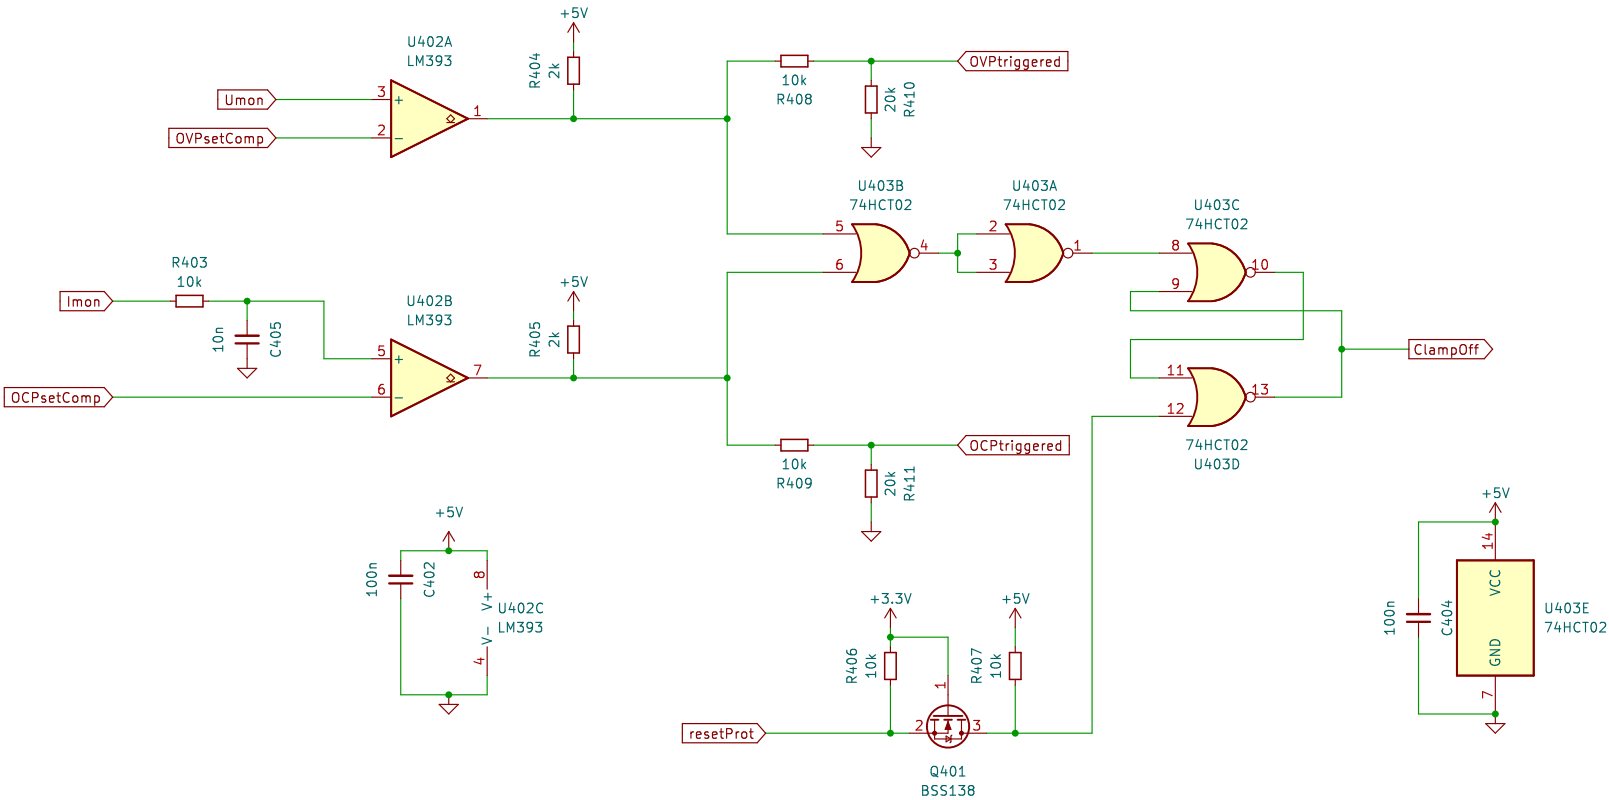 +5V
U402A
LM393
R404
2k
Umon
3
+
OVPsetComp
2
−
1
10k
R408
OVPtriggered
20k
R410
U403B
74HCT02
5
6
4
U403A
74HCT02
2
3
1
U403C
74HCT02
8
9
10
R403
10k
Imon
10n
C405
U402B
LM393
5
+
OCPsetComp
6
−
7
+5V
R405
2k
ClampOff
11
12
13
74HCT02
U403D
10k
R409
OCPtriggered
20k
R411
+5V
100n
C402
8
V+
U402C
LM393
V−
4
+3.3V
R406
10k
+5V
R407
10k
1
resetProt
2
3
Q401
BSS138
+5V
14
VCC
100n
C404
U403E
74HCT02
GND
7